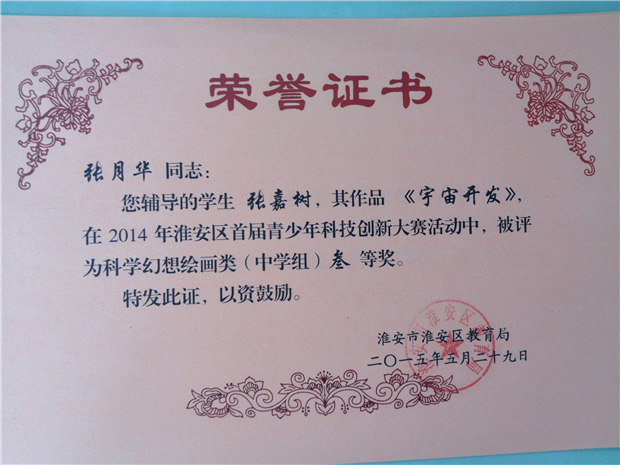 荣誉证书
张月华 同志：
您辅导的学生 张嘉树，其作品 《宇宙开发》，
在 2014 年淮安区首届青少年科技创新大赛活动中，被评
为科学幻想绘画类（中学组）叁 等奖。
特发此证，以资鼓励。
淮安市淮安区教育局
二〇一五年五月二十九日